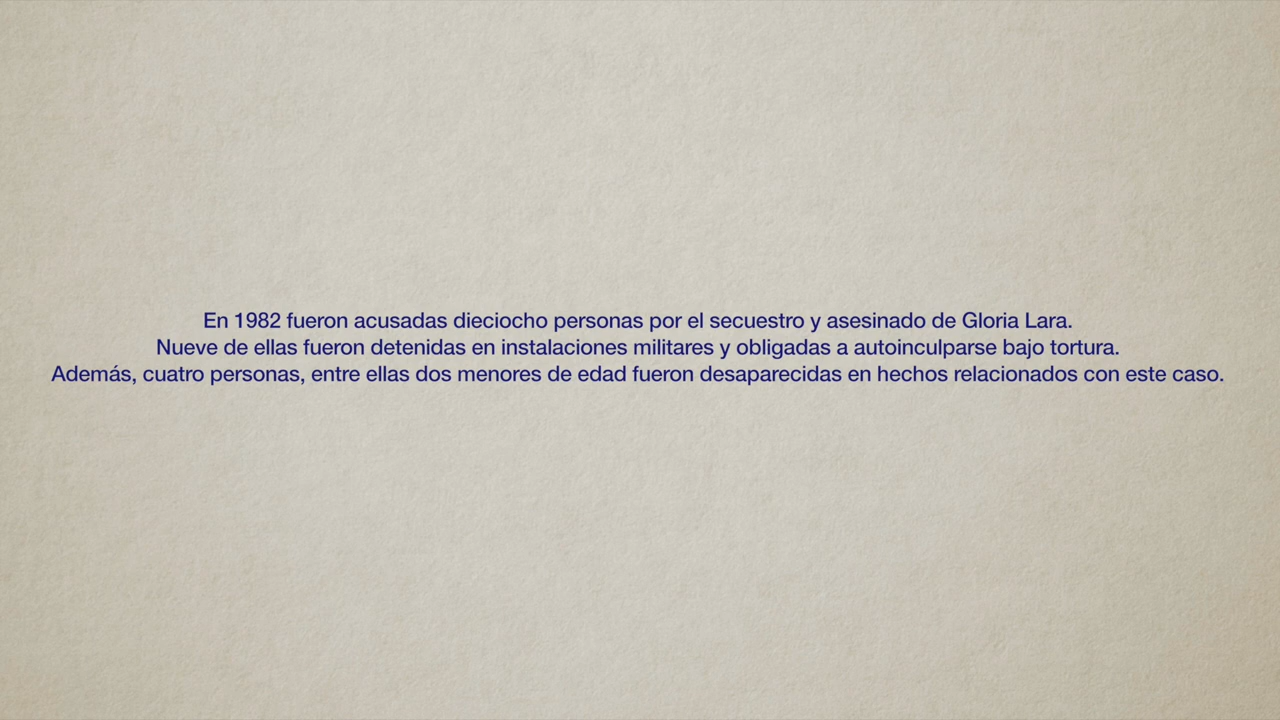 En 1982 fueron acusadas dieciocho personas por el secuestro y asesinado de Gloria Lara.
Nueve de ellas fueron detenidas en instalaciones militares y obligadas a autoinculparse bajo tortura.
Además, cuatro personas, entre ellas dos menores de edad fueron desaparecidas en hechos relacionados con este caso.